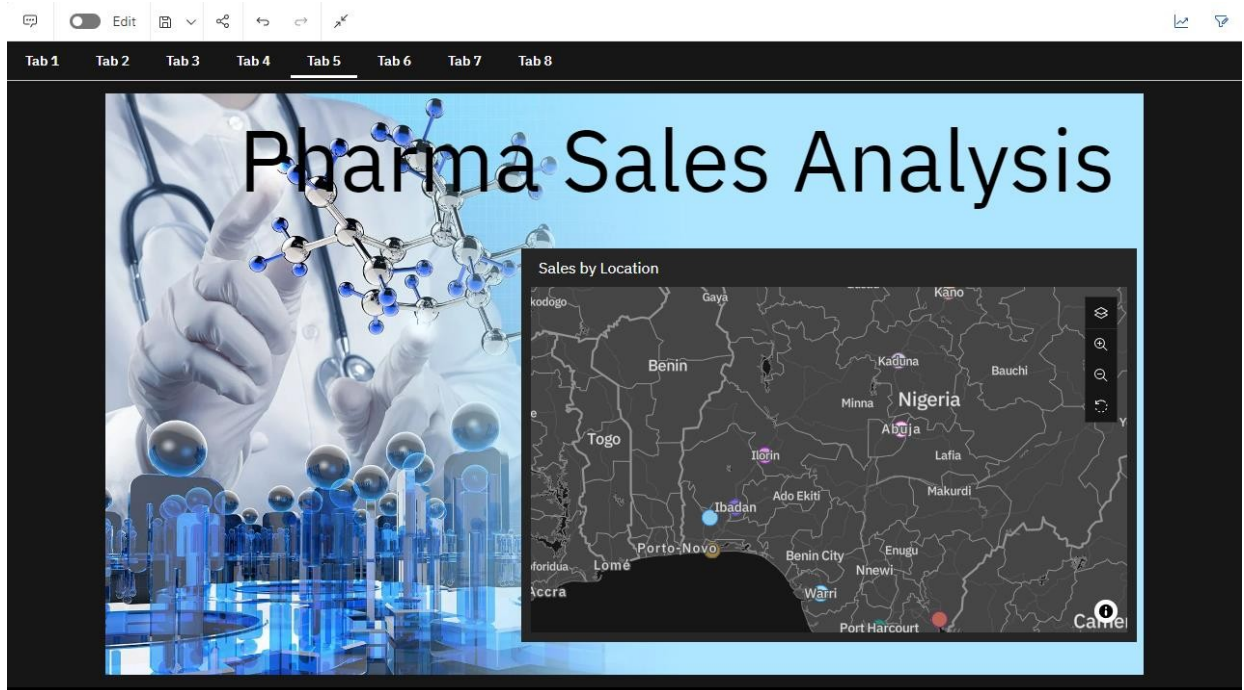 Edit
Tab 1 Tab 2 Tab 3 Tab 4 Tab 5 Tab 6 Tab 7 Tab 8
Pharma Sales Analysis
Sales by Location
kodogo
Gaya
Kano
Benin
Kaduna
Bauchi
Minna
Nigeria
Togo
Abuja
Ilorin
Lafia
Ado Ekiti
Makurdi
Ibadan
Porto-Novo
Benin City
Enugu
Lomé
Nnewi
Accra
Warri
Port Harcourt